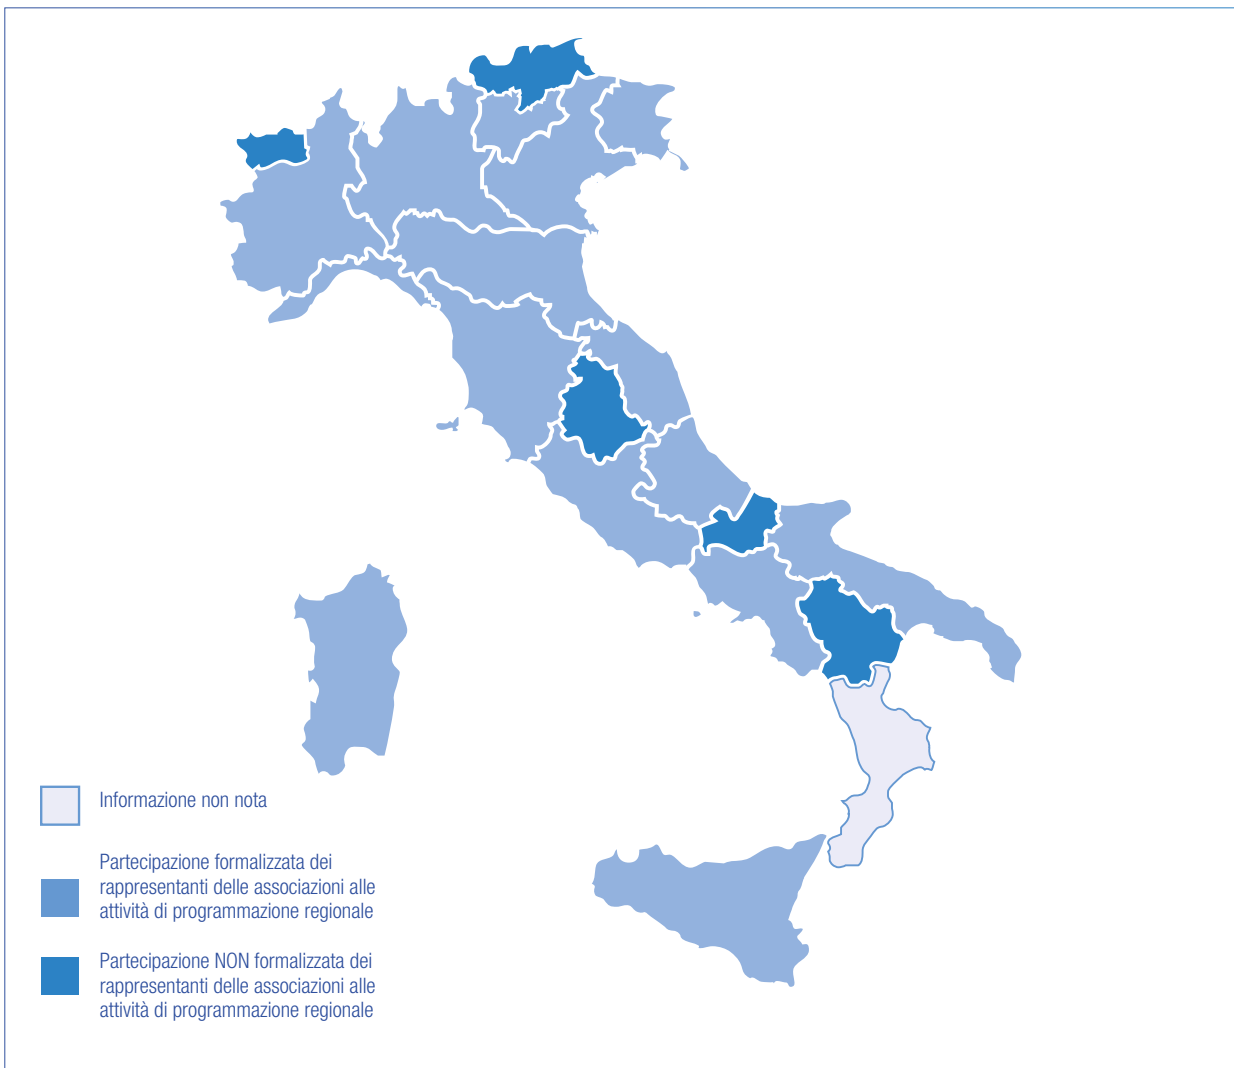 Informazione non nota
Partecipazione formalizzata dei
rappresentanti delle associazioni alle
attività di programmazione regionale
Partecipazione NON formalizzata dei
rappresentanti delle associazioni alle
attività di programmazione regionale